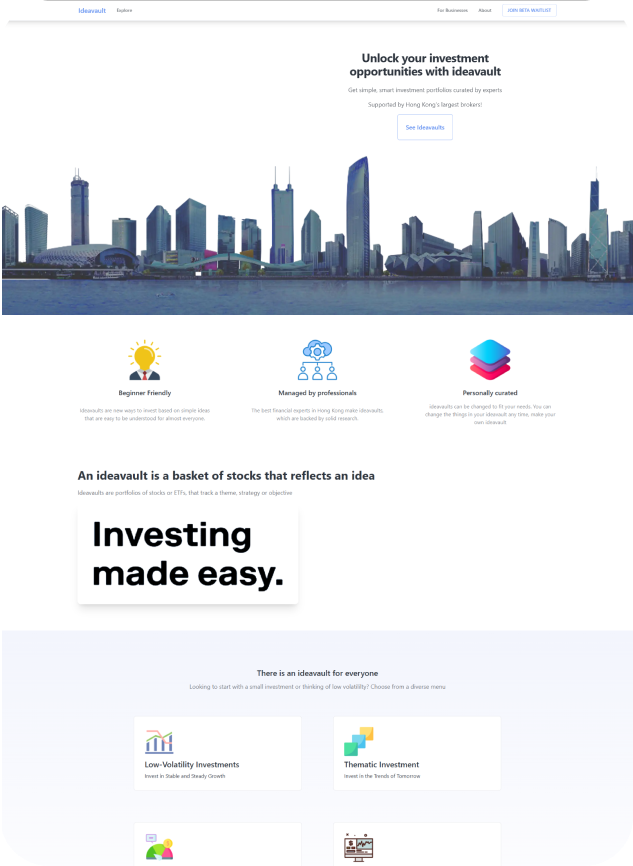 Ideavault Explore For Businesses About JOIN BETA WAITLIST
Unlock your investment
opportunities with ideavault
Get simple, smart investment portfolios curated by experts
Supported by Hong Kong's largest brokers!
See Ideavaults
Beginner Friendly
Ideavaults are new ways to invest based on simple ideas
that are easy to be understood for almost everyone.
Managed by professionals
The best financial experts in Hong Kong make ideavaults,
which are backed by solid research.
Personally curated
Ideavaults can be changed to fit your needs. You can
change the things in your ideavault any time, make your
own ideavault
An ideavault is a basket of stocks that reflects an idea
Ideavaults are portfolios of stocks or ETFs, that track a theme, strategy or objective
Investing
made easy.
There is an ideavault for everyone
Looking to start with a small investment or thinking of low volatility? Choose from a diverse menu
Low-Volatility Investments
Invest in Stable and Steady Growth
Thematic Investment
Invest in the Trends of Tomorrow